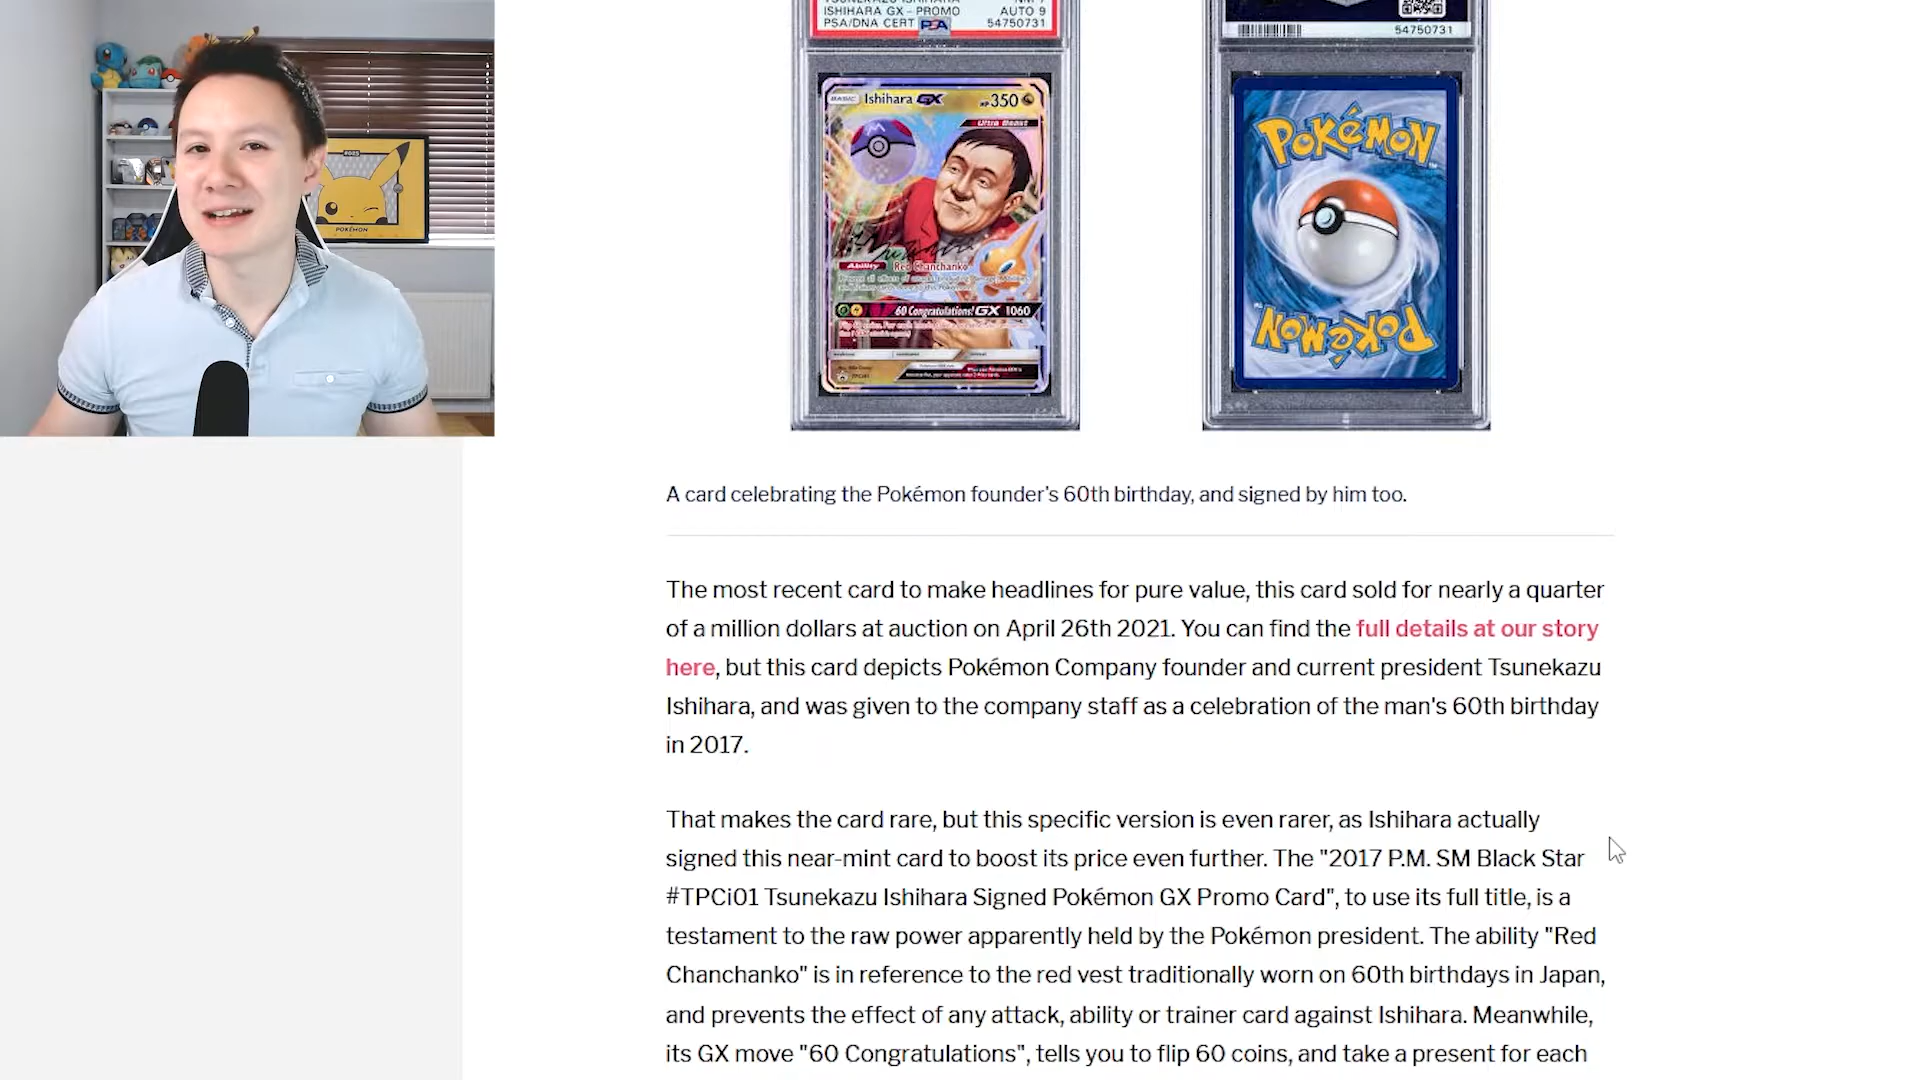 TSUNEKAZU ISHIHARA
ISHIHARA GX - PROMO AUTO 9
PSA/DNA CERT PSA 54750731
54750731
BASIC Ishihara GX HP 350
Ultra Beast
M
Ability Red Chanchanko
60 Congratulations! GX 1060
POKéMON
POKéMON
POKÉMON
A card celebrating the Pokémon founder's 60th birthday, and signed by him too.
The most recent card to make headlines for pure value, this card sold for nearly a quarter
of a million dollars at auction on April 26th 2021. You can find the full details at our story
here, but this card depicts Pokémon Company founder and current president Tsunekazu
Ishihara, and was given to the company staff as a celebration of the man's 60th birthday
in 2017.
That makes the card rare, but this specific version is even rarer, as Ishihara actually
signed this near-mint card to boost its price even further. The "2017 P.M. SM Black Star
#TPCi01 Tsunekazu Ishihara Signed Pokémon GX Promo Card", to use its full title, is a
testament to the raw power apparently held by the Pokémon president. The ability "Red
Chanchanko" is in reference to the red vest traditionally worn on 60th birthdays in Japan,
and prevents the effect of any attack, ability or trainer card against Ishihara. Meanwhile,
its GX move "60 Congratulations", tells you to flip 60 coins, and take a present for each